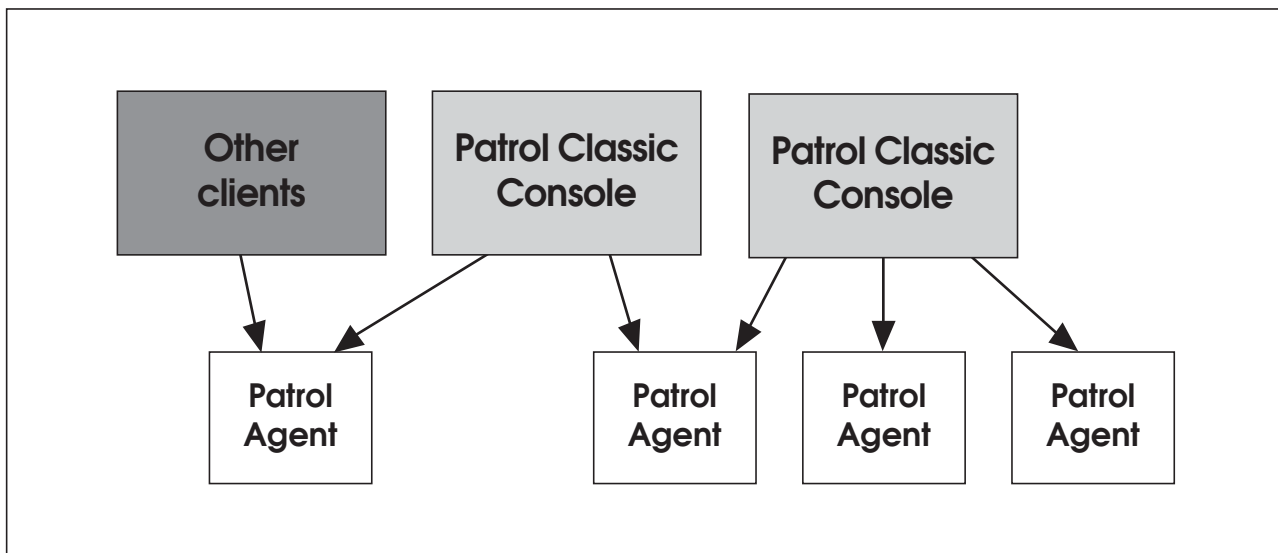 Other
clients
Patrol Classic
Console
Patrol Classic
Console
Patrol
Agent
Patrol
Agent
Patrol
Agent
Patrol
Agent